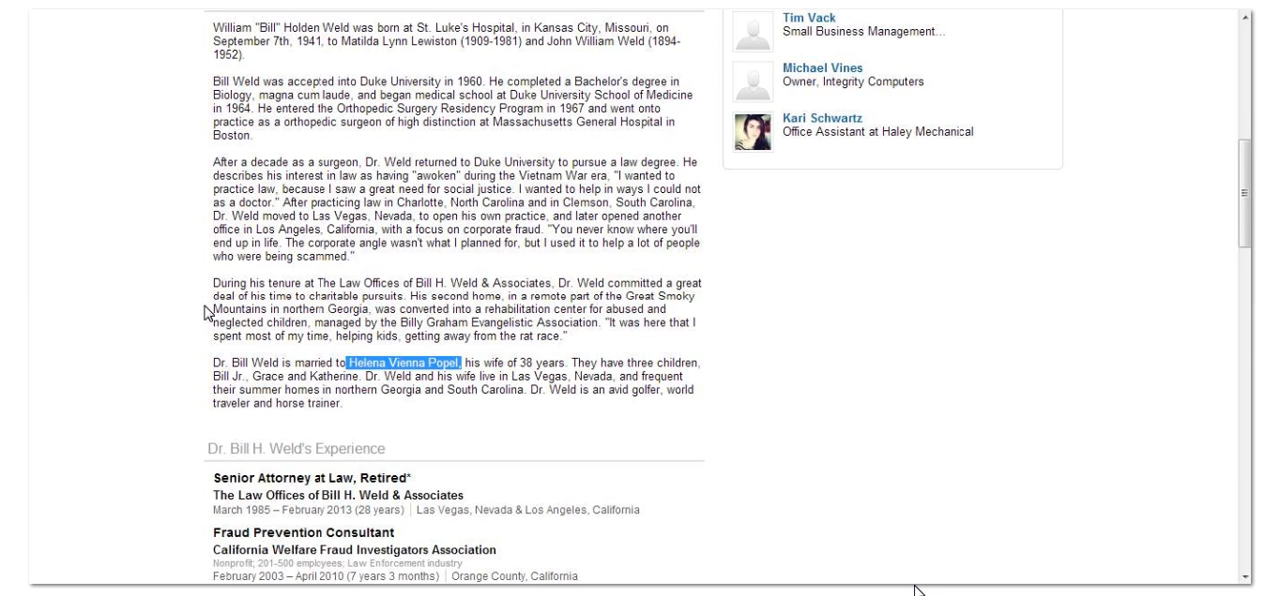 William "Bill" Holden Weld was born at St. Luke's Hospital, in Kansas City, Missouri, on
September 7th, 1941, to Matilda Lynn Lewiston (1909-1981) and John William Weld (1894-
1952).
Bill Weld was accepted into Duke University in 1960. He completed a Bachelor's degree in
Biology, magna cum laude, and began medical school at Duke University School of Medicine
in 1964. He entered the Orthopedic Surgery Residency Program in 1967 and went onto
practice as a orthopedic surgeon of high distinction at Massachusetts General Hospital in
Boston.
After a decade as a surgeon, Dr. Weld returned to Duke University to pursue a law degree. He
describes his interest in law as having "awoken" during the Vietnam War era, "I wanted to
practice law, because I saw a great need for social justice. I wanted to help in ways I could not
as a doctor." After practicing law in Charlotte, North Carolina and in Clemson, South Carolina,
Dr. Weld moved to Las Vegas, Nevada, to open his own practice, and later opened another
office in Los Angeles, California, with a focus on corporate fraud. "You never know where you'll
end up in life. The corporate angle wasn't what I planned for, but I used it to help a lot of people
who were being scammed."
During his tenure at The Law Offices of Bill H. Weld & Associates, Dr. Weld committed a great
deal of his time to charitable pursuits. His second home, in a remote part of the Great Smoky
Mountains in northern Georgia, was converted into a rehabilitation center for abused and
neglected children, managed by the Billy Graham Evangelistic Association. "It was here that I
spent most of my time, helping kids, getting away from the rat race."
Dr. Bill Weld is married to Helena Vienna Popel, his wife of 38 years. They have three children,
Bill Jr., Grace and Katherine. Dr. Weld and his wife live in Las Vegas, Nevada, and frequent
their summer homes in northern Georgia and South Carolina. Dr. Weld is an avid golfer, world
traveler and horse trainer.
Dr. Bill H. Weld's Experience
Senior Attorney at Law, Retired*
The Law Offices of Bill H. Weld & Associates
March 1985 – February 2013 (28 years) | Las Vegas, Nevada & Los Angeles, California
Fraud Prevention Consultant
California Welfare Fraud Investigators Association
Nonprofit; 201-500 employees; Law Enforcement industry
February 2003 – April 2010 (7 years 3 months) | Orange County, California
Tim Vack
Small Business Management...
Michael Vines
Owner, Integrity Computers
Kari Schwartz
Office Assistant at Haley Mechanical